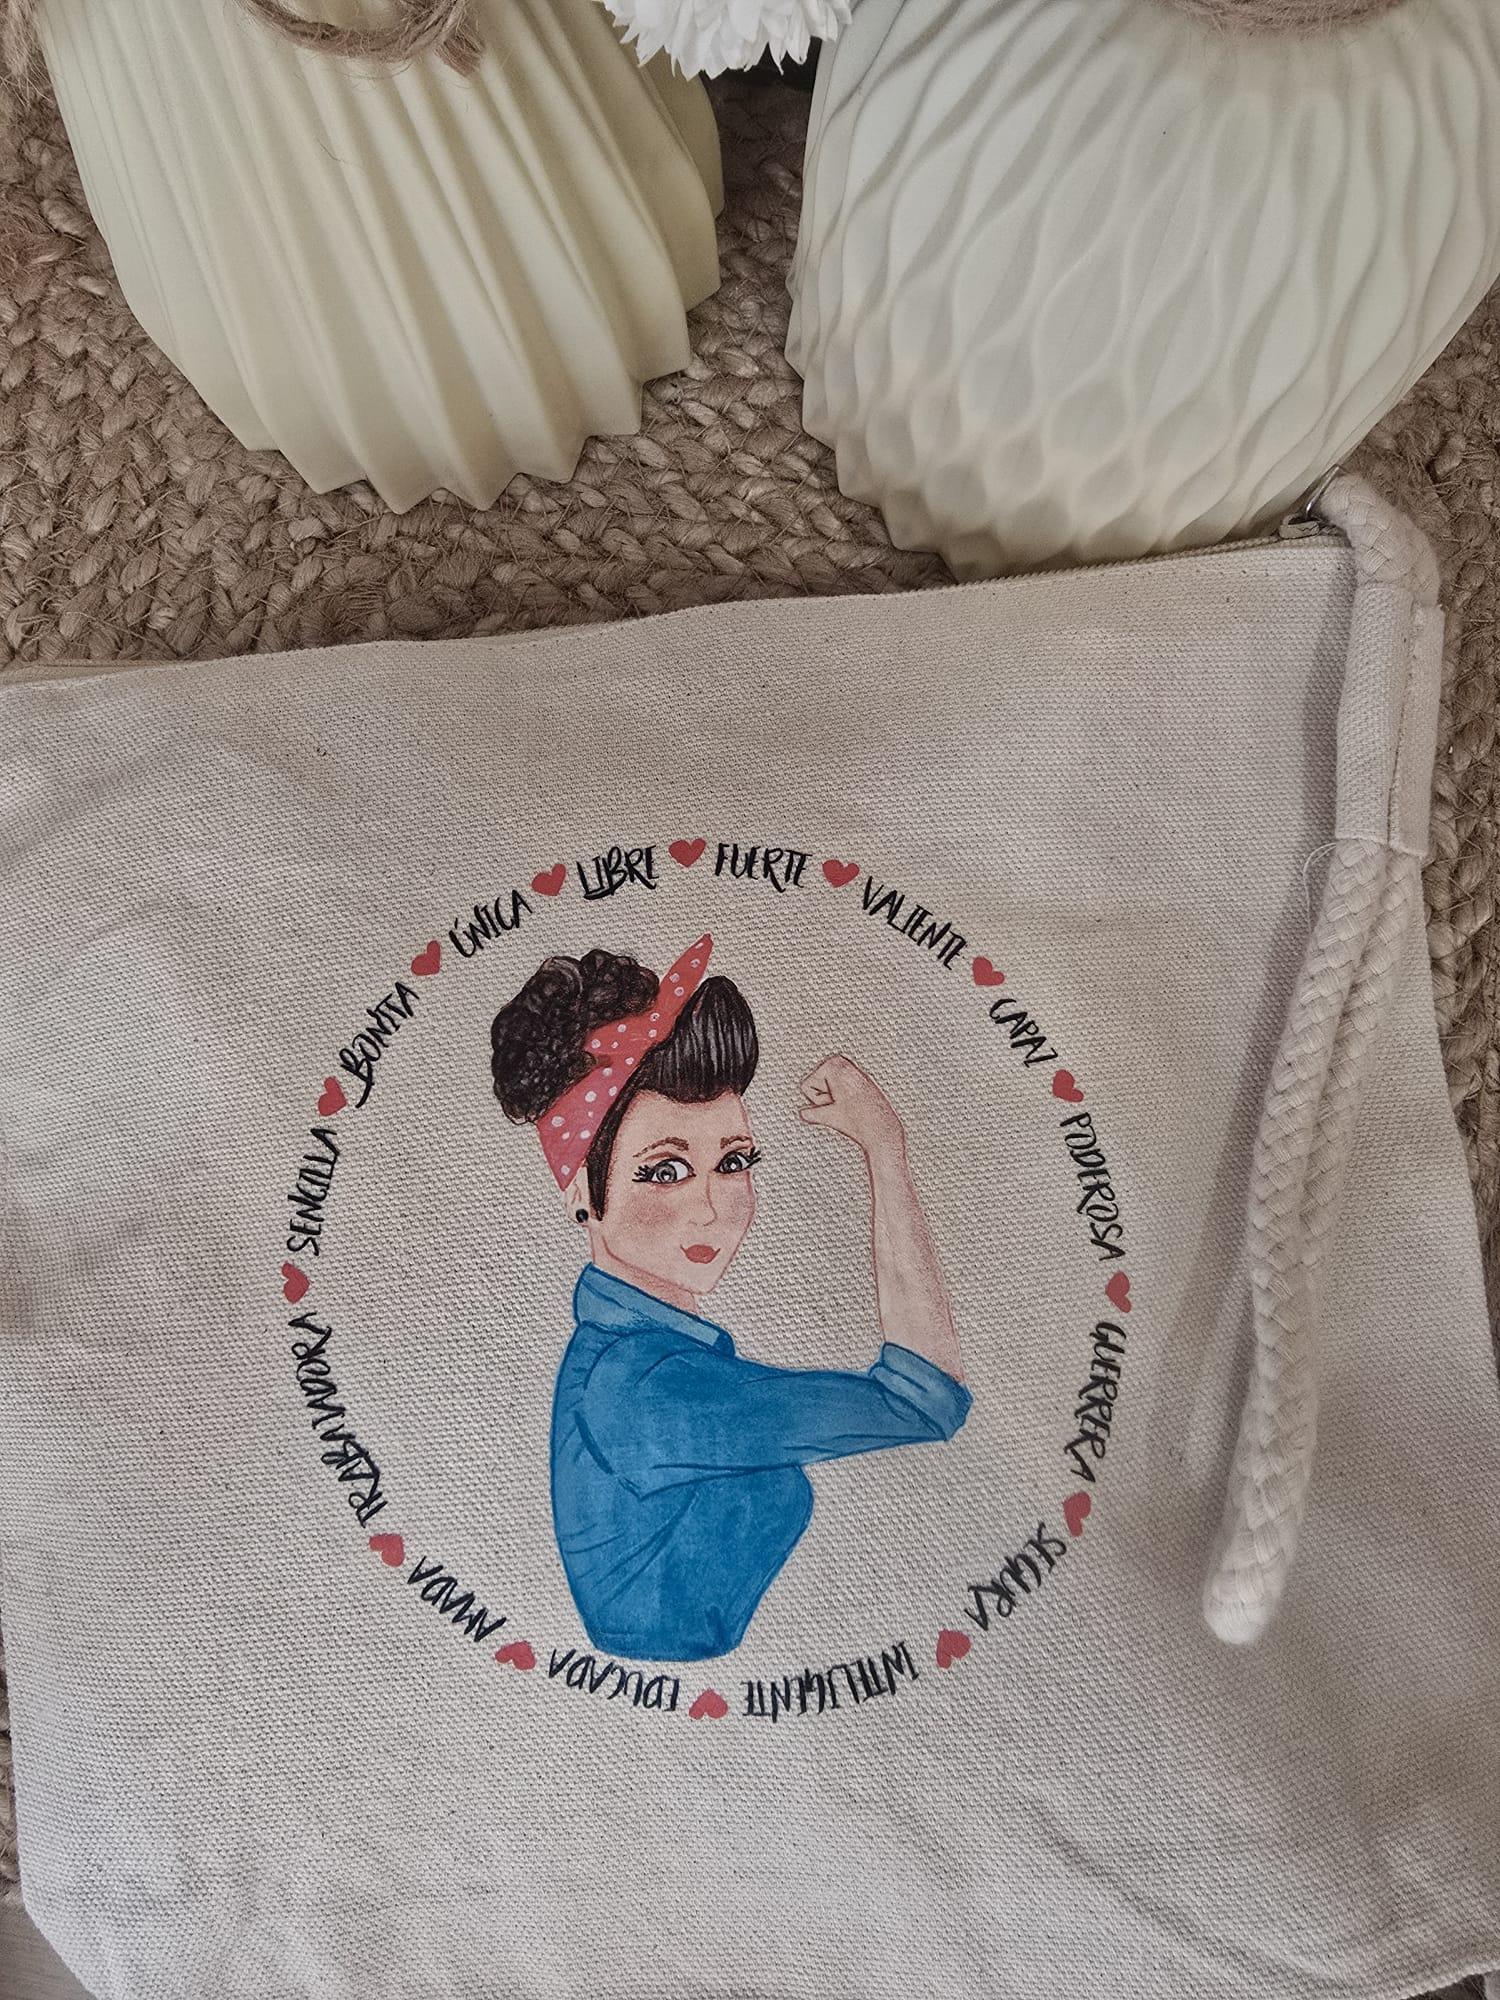 LIBRE ♥ FUERTE ♥ VALIENTE ♥ CAPAZ ♥ PODEROSA ♥ GUERRERA ♥ SEGURA ♥ INTELIGENTE ♥ EDUCADA ♥ AMADA ♥ TRABAJADORA ♥ SENCILLA ♥ BONITA ♥ ÚNICA ♥